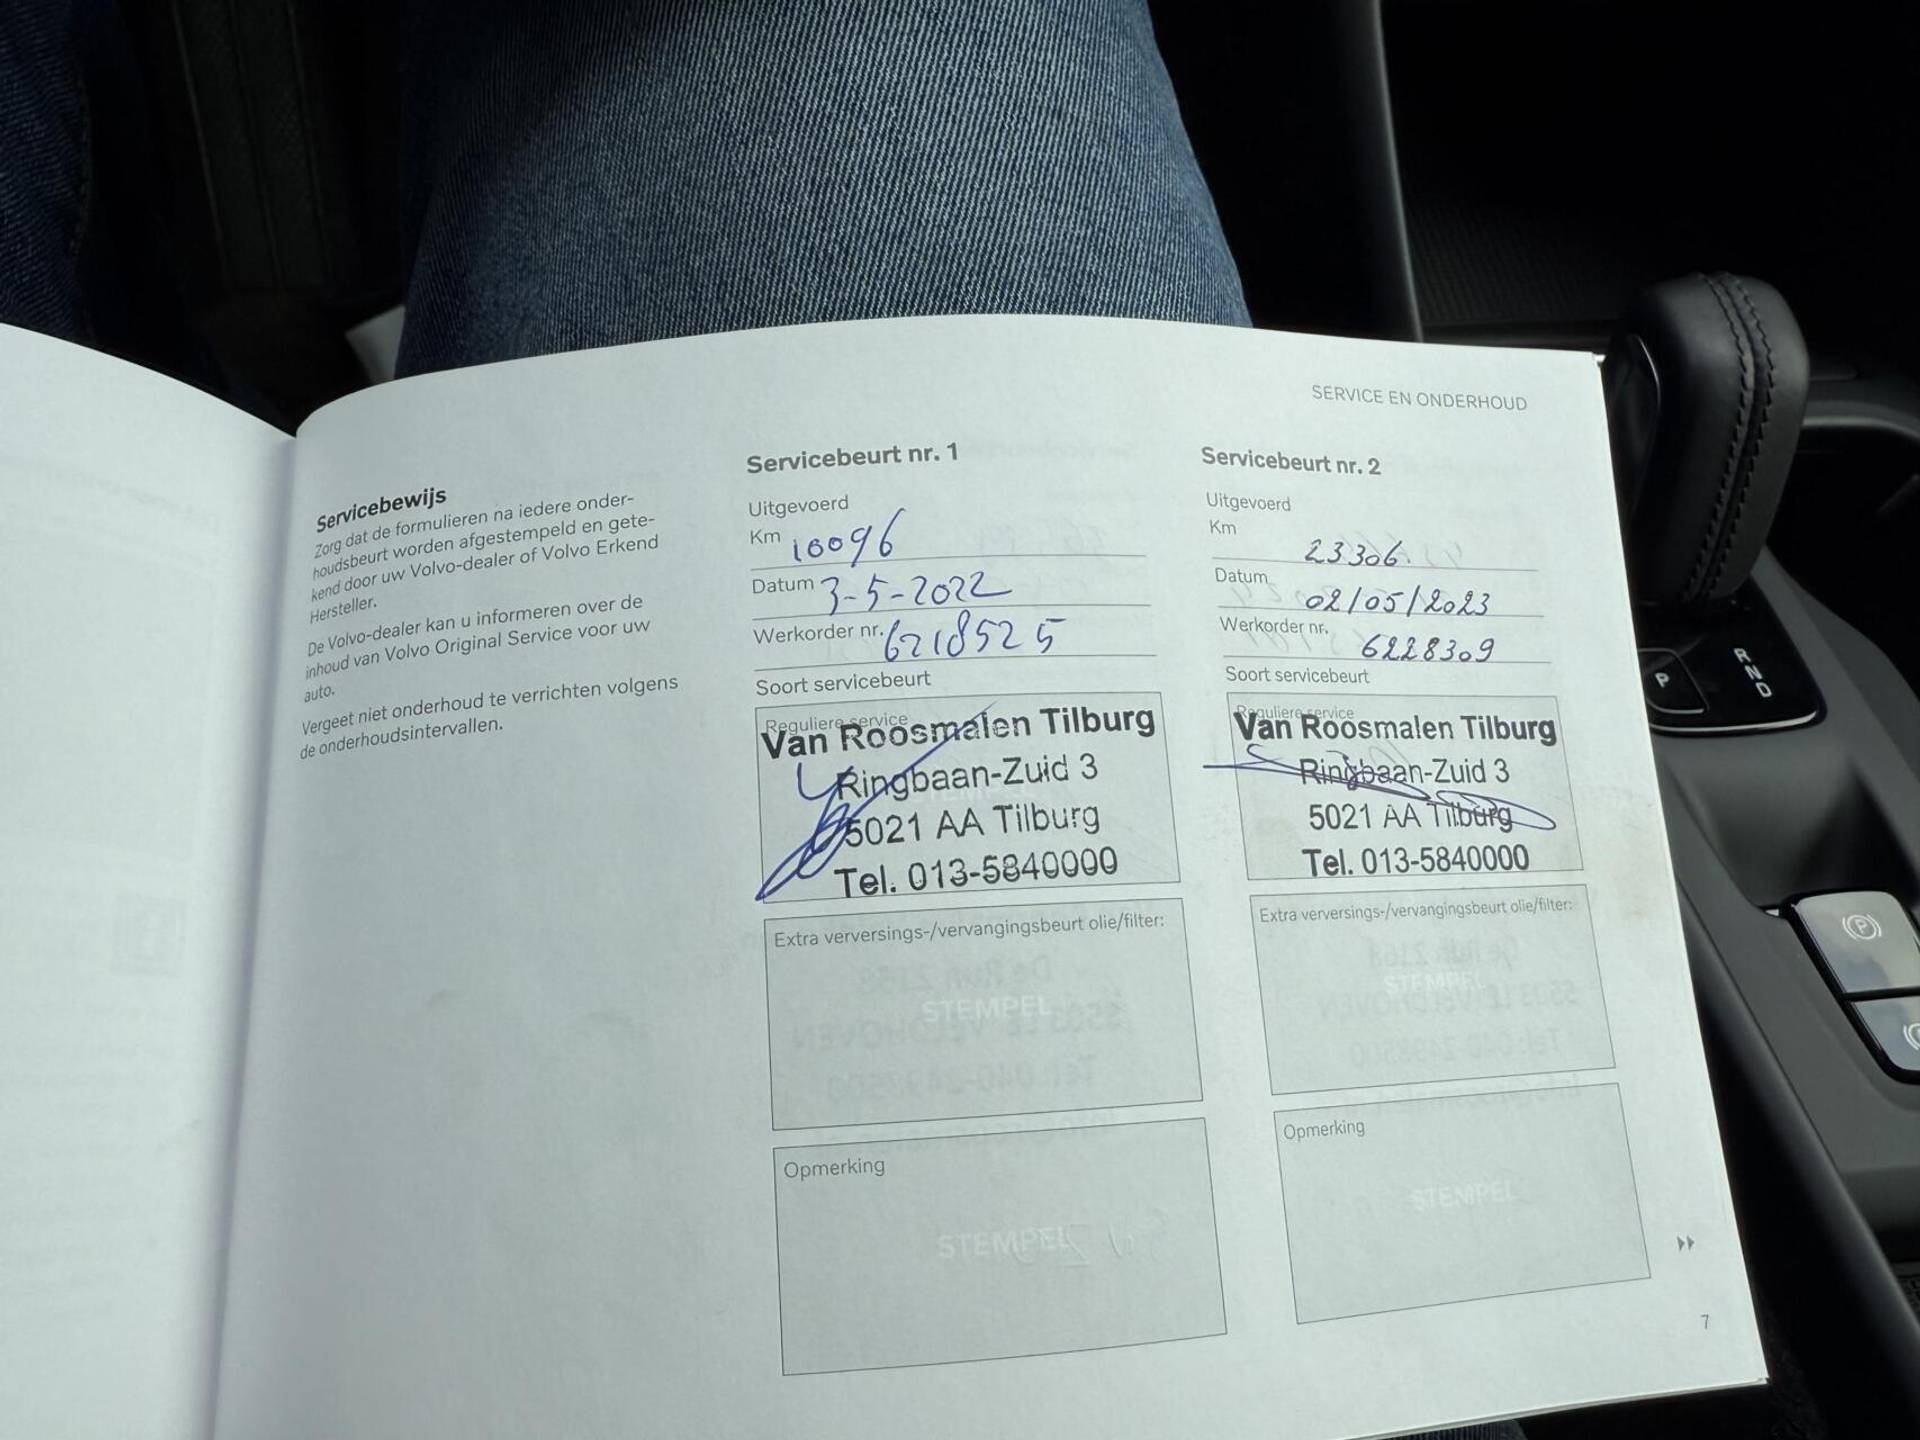 SERVICE EN ONDERHOUD
Servicebewijs
Zorg dat de formulieren na iedere onder-
houdsbeurt worden afgestempeld en gete-
kend door uw Volvo-dealer of Volvo Erkend
Hersteller.
De Volvo-dealer kan u informeren over de
inhoud van Volvo Original Service voor uw
auto.
Vergeet niet onderhoud te verrichten volgens
de onderhoudsintervallen.
Servicebeurt nr. 1
Uitgevoerd
Km 10096
Datum 3-5-2022
Werkorder nr. 6218525
Soort servicebeurt
Reguliere service
Van Roosmalen Tilburg
Ringbaan-Zuid 3
5021 AA Tilburg
Tel. 013-5840000
Extra verversings-/vervangingsbeurt olie/filter:
STEMPEL
Opmerking
STEMPEL
Servicebeurt nr. 2
Uitgevoerd
Km 23306.
Datum 02/05/2023
Werkorder nr. 6228309
Soort servicebeurt
Reguliere service
Van Roosmalen Tilburg
Ringbaan-Zuid 3
5021 AA Tilburg
Tel. 013-5840000
Extra verversings-/vervangingsbeurt olie/filter:
STEMPEL
Opmerking
STEMPEL
7
R
N
D
P